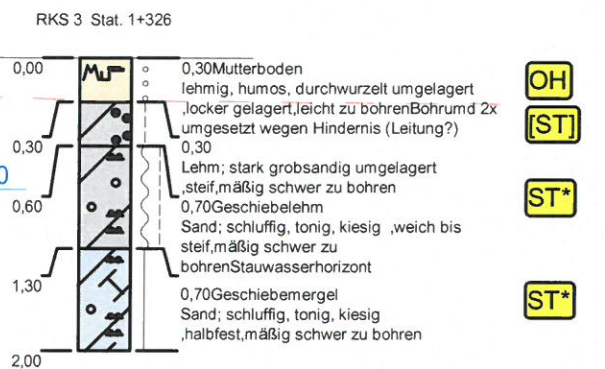 RKS 3 Stat. 1+326
0,00
Mu
0,30Mutterboden
lehmig, humos, durchwurzelt umgelagert
,locker gelagert,leicht zu bohrenBohrumd 2x
umgesetzt wegen Hindernis (Leitung?)
OH
[ST]
0,30
0,30
Lehm; stark grobsandig umgelagert
,steif,mäßig schwer zu bohren
0
0,60
0,70Geschiebelehm
Sand; schluffig, tonig, kiesig ,weich bis
steif,mäßig schwer zu
bohrenStauwasserhorizont
ST*
1,30
0,70Geschiebemergel
Sand; schluffig, tonig, kiesig
,halbfest,mäßig schwer zu bohren
ST*
2,00